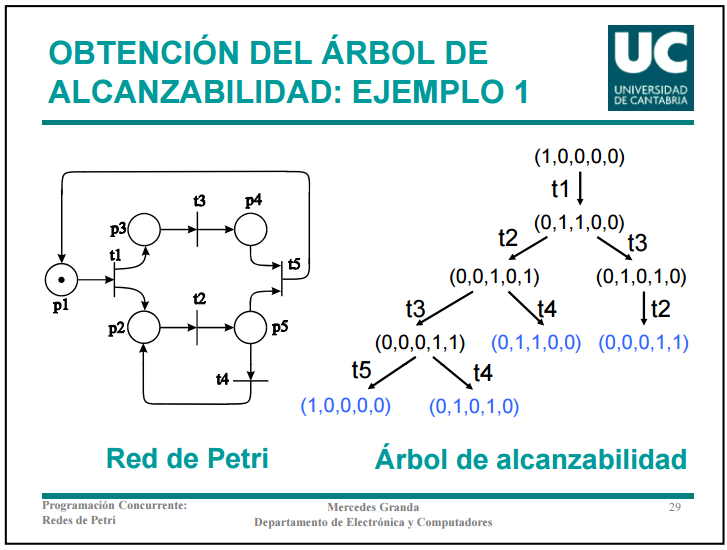 OBTENCIÓN DEL ÁRBOL DE
ALCANZABILIDAD: EJEMPLO 1
UC
UNIVERSIDAD
DE CANTABRIA
p1
t1
p3
t3
p4
t5
p2
t2
p5
t4
(1,0,0,0,0)
t1
(0,1,1,0,0)
t2
t3
(0,0,1,0,1)
(0,1,0,1,0)
t3
t4
t2
(0,0,0,1,1)
(0,1,1,0,0)
(0,0,0,1,1)
t5
t4
(1,0,0,0,0)
(0,1,0,1,0)
Red de Petri
Árbol de alcanzabilidad
Programación Concurrente:
Redes de Petri
Mercedes Granda
Departamento de Electrónica y Computadores
29